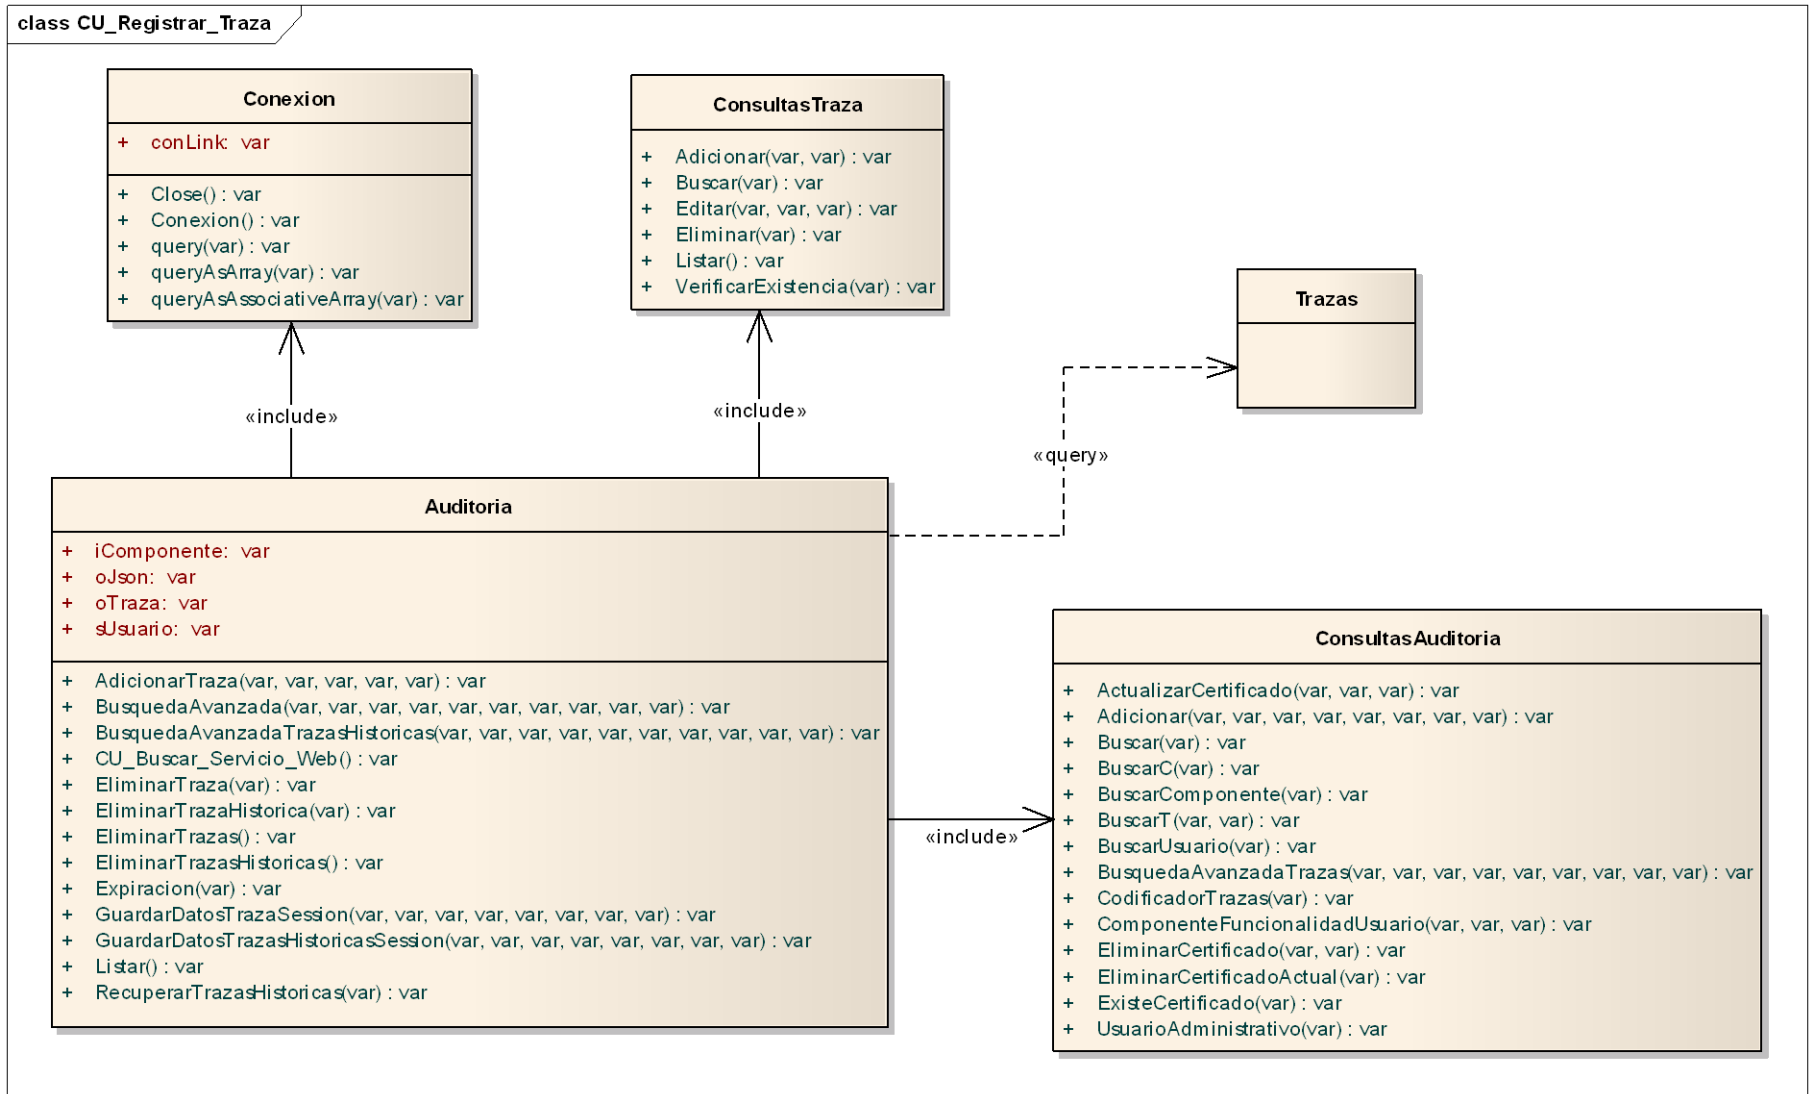 class CU_Registrar_Traza
Conexion
+ conLink: var
+ Close() : var
+ Conexion() : var
+ query(var) : var
+ queryAsArray(var) : var
+ queryAsAssociativeArray(var) : var
ConsultasTraza
+ Adicionar(var, var) : var
+ Buscar(var) : var
+ Editar(var, var, var) : var
+ Eliminar(var) : var
+ Listar() : var
+ VerificarExistencia(var) : var
Trazas
«include»
«include»
«query»
Auditoria
+ iComponente: var
+ oJson: var
+ oTraza: var
+ sUsuario: var
+ AdicionarTraza(var, var, var, var, var) : var
+ BusquedaAvanzada(var, var, var, var, var, var, var, var, var, var) : var
+ BusquedaAvanzadaTrazasHistoricas(var, var, var, var, var, var, var, var, var, var) : var
+ CU_Buscar_Servicio_Web() : var
+ EliminarTraza(var) : var
+ EliminarTrazaHistorica(var) : var
+ EliminarTrazas() : var
+ EliminarTrazasHistoricas() : var
+ Expiracion(var) : var
+ GuardarDatosTrazaSession(var, var, var, var, var, var, var, var) : var
+ GuardarDatosTrazasHistoricasSession(var, var, var, var, var, var, var, var) : var
+ Listar() : var
+ RecuperarTrazasHistoricas(var) : var
«include»
ConsultasAuditoria
+ ActualizarCertificado(var, var, var) : var
+ Adicionar(var, var, var, var, var, var, var, var) : var
+ Buscar(var) : var
+ BuscarC(var) : var
+ BuscarComponente(var) : var
+ BuscarT(var, var) : var
+ BuscarUsuario(var) : var
+ BusquedaAvanzadaTrazas(var, var, var, var, var, var, var, var, var) : var
+ CodificadorTrazas(var) : var
+ ComponenteFuncionalidadUsuario(var, var, var) : var
+ EliminarCertificado(var, var) : var
+ EliminarCertificadoActual(var) : var
+ ExisteCertificado(var) : var
+ UsuarioAdministrativo(var) : var